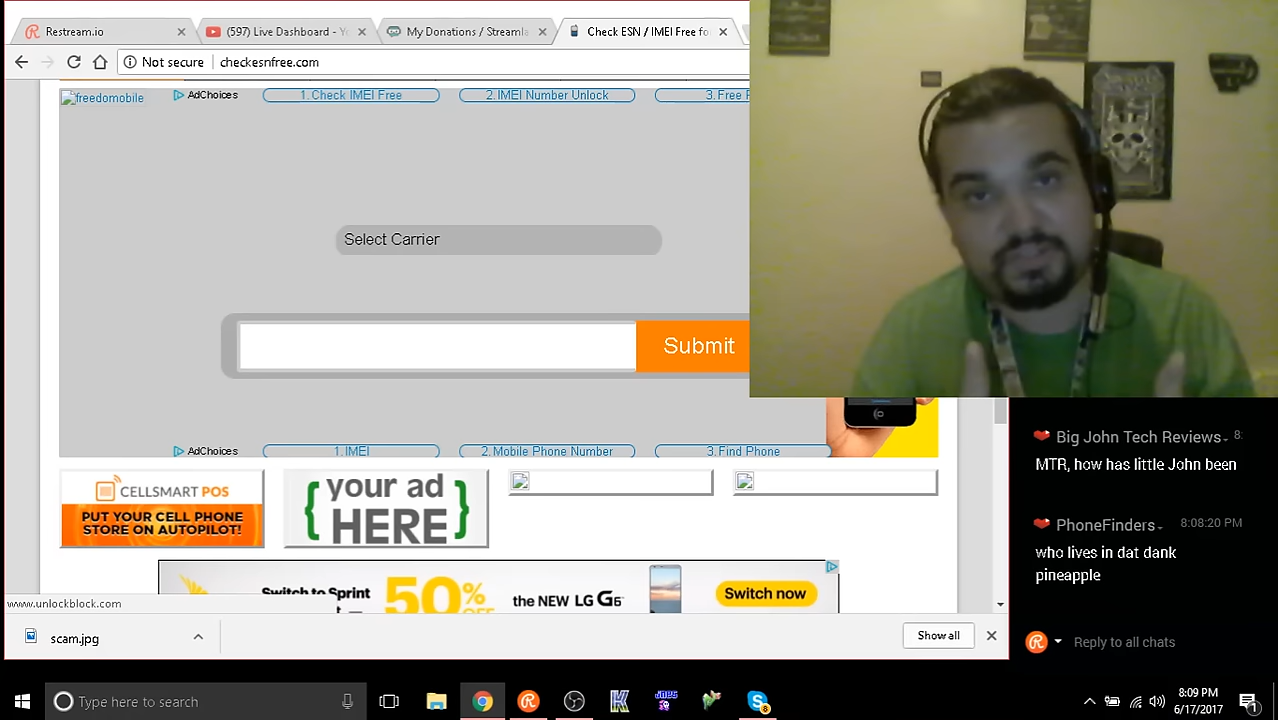 Restream.io
(597) Live Dashboard - Y
My Donations / Streamla
Check ESN / IMEI Free fo
Not secure
checkesnfree.com
freedomobile
AdChoices
1. Check IMEI Free
2. IMEI Number Unlock
3. Free
Select Carrier
Submit
AdChoices
1. IMEI
2. Mobile Phone Number
3. Find Phone
CELLSMART POS
PUT YOUR CELL PHONE
STORE ON AUTOPILOT!
your ad
HERE
Switch to Sprint
50%
OFF
the NEW LG G6
Switch now
www.unlockblock.com
scam.jpg
Show all
Big John Tech Reviews
8:
MTR, how has little John been
PhoneFinders
8:08:20 PM
who lives in dat dank
pineapple
Reply to all chats
Type here to search
8:09 PM
6/17/2017